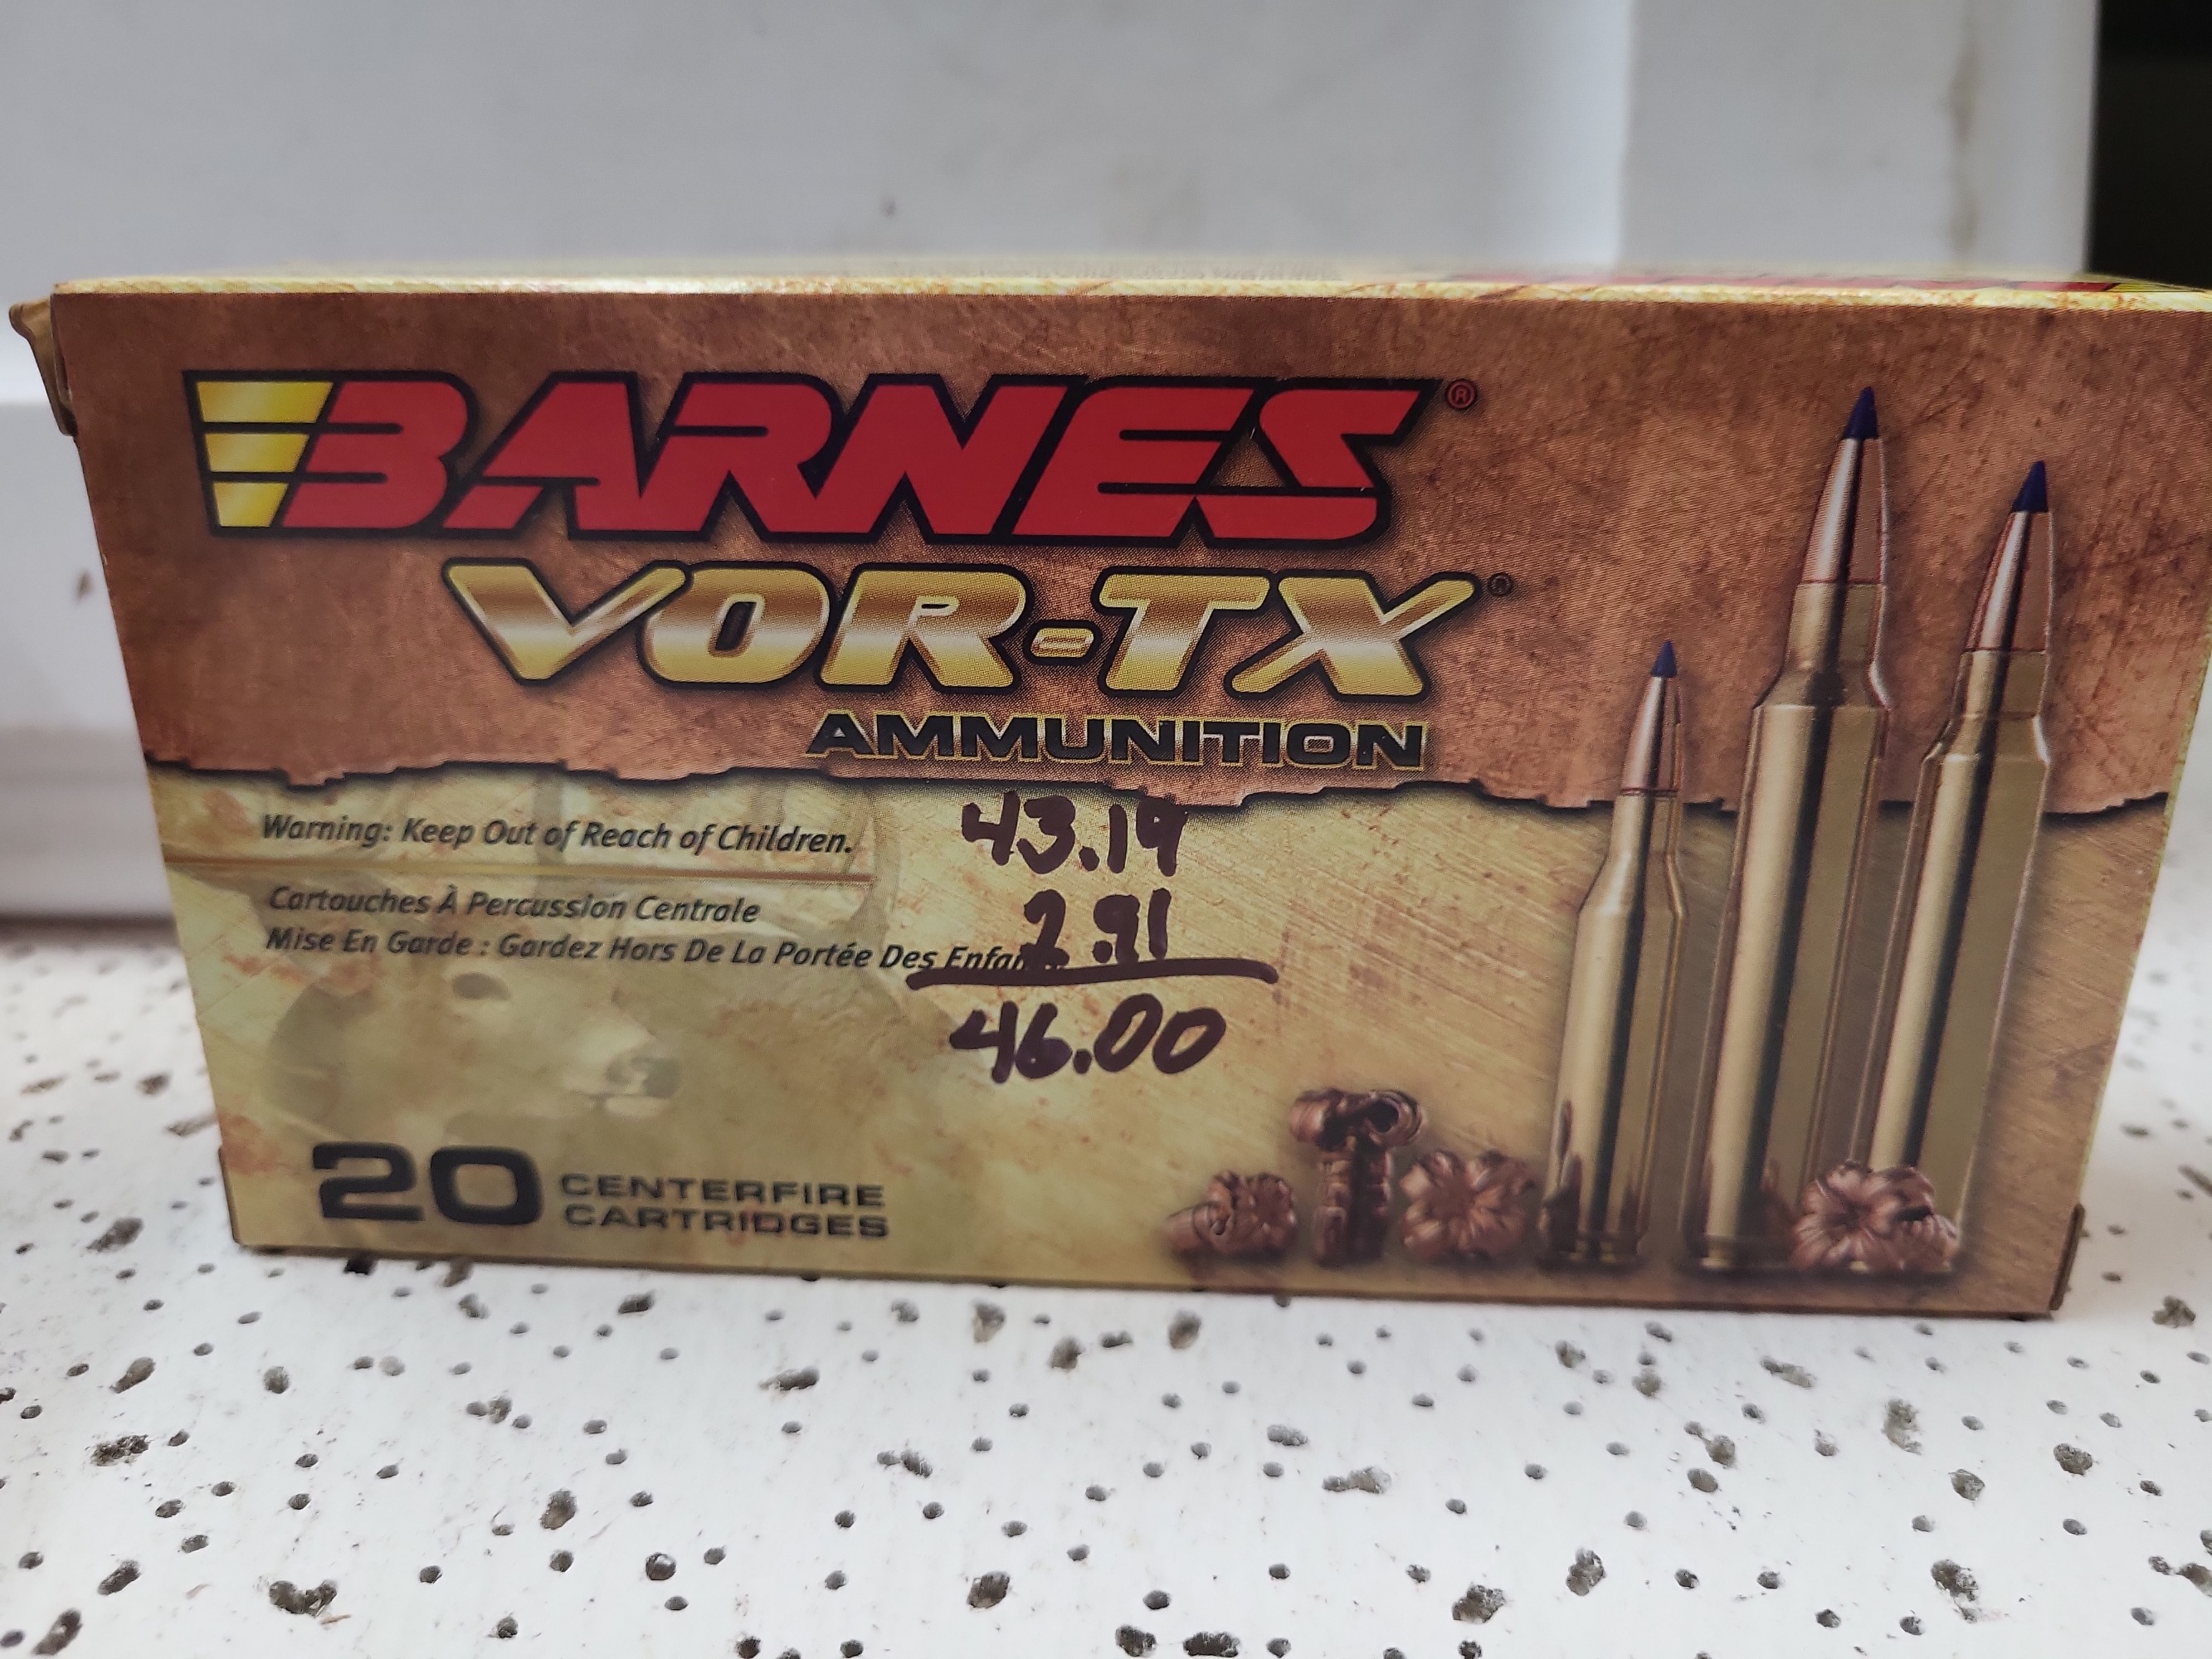 BARNES®
VOR-TX®
AMMUNITION
Warning: Keep Out of Reach of Children.
Cartouches À Percussion Centrale
Mise En Garde : Gardez Hors De La Portée Des
43.19
2.81
46.00
20 CENTERFIRE
CARTRIDGES